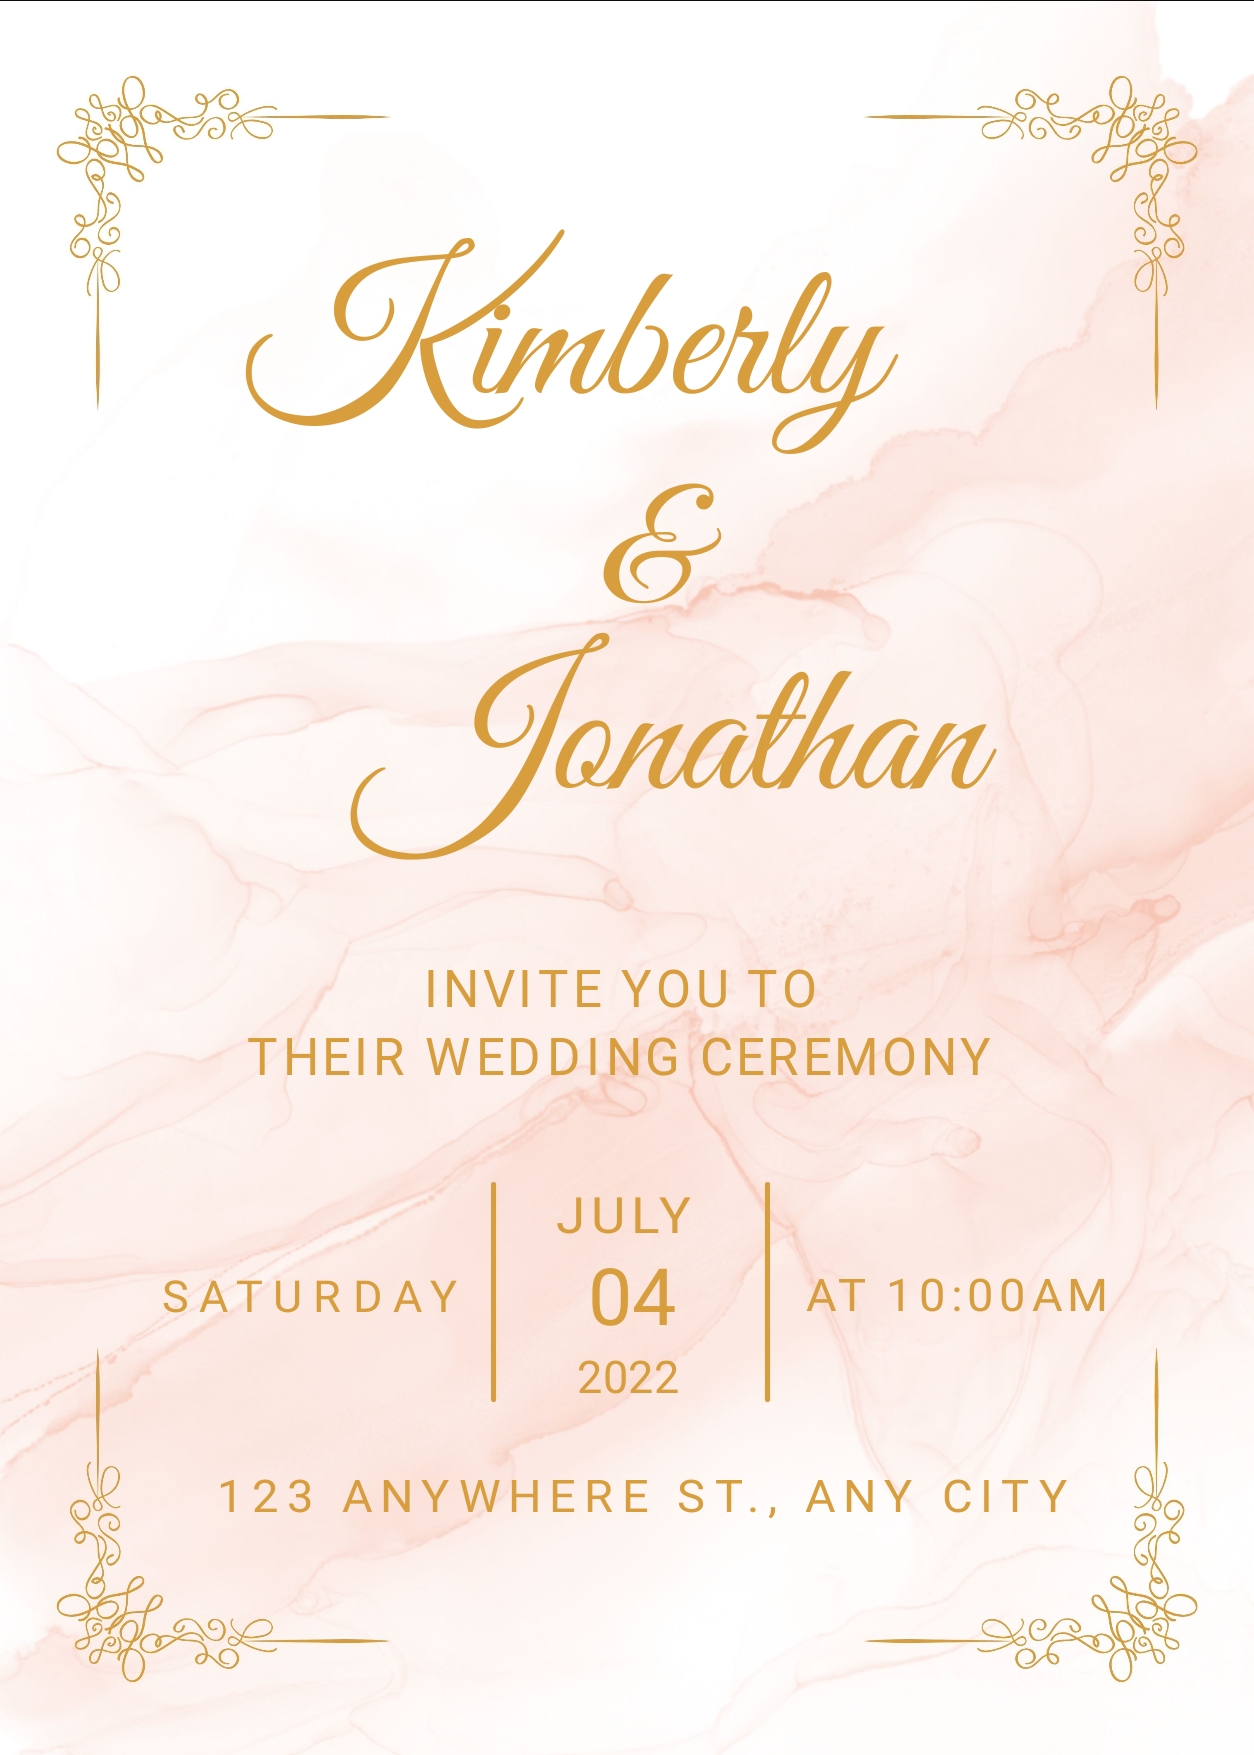 Kimberly
&
Jonathan
INVITE YOU TO
THEIR WEDDING CEREMONY
SATURDAY
JULY
04
2022
AT 10:00AM
123 ANYWHERE ST., ANY CITY